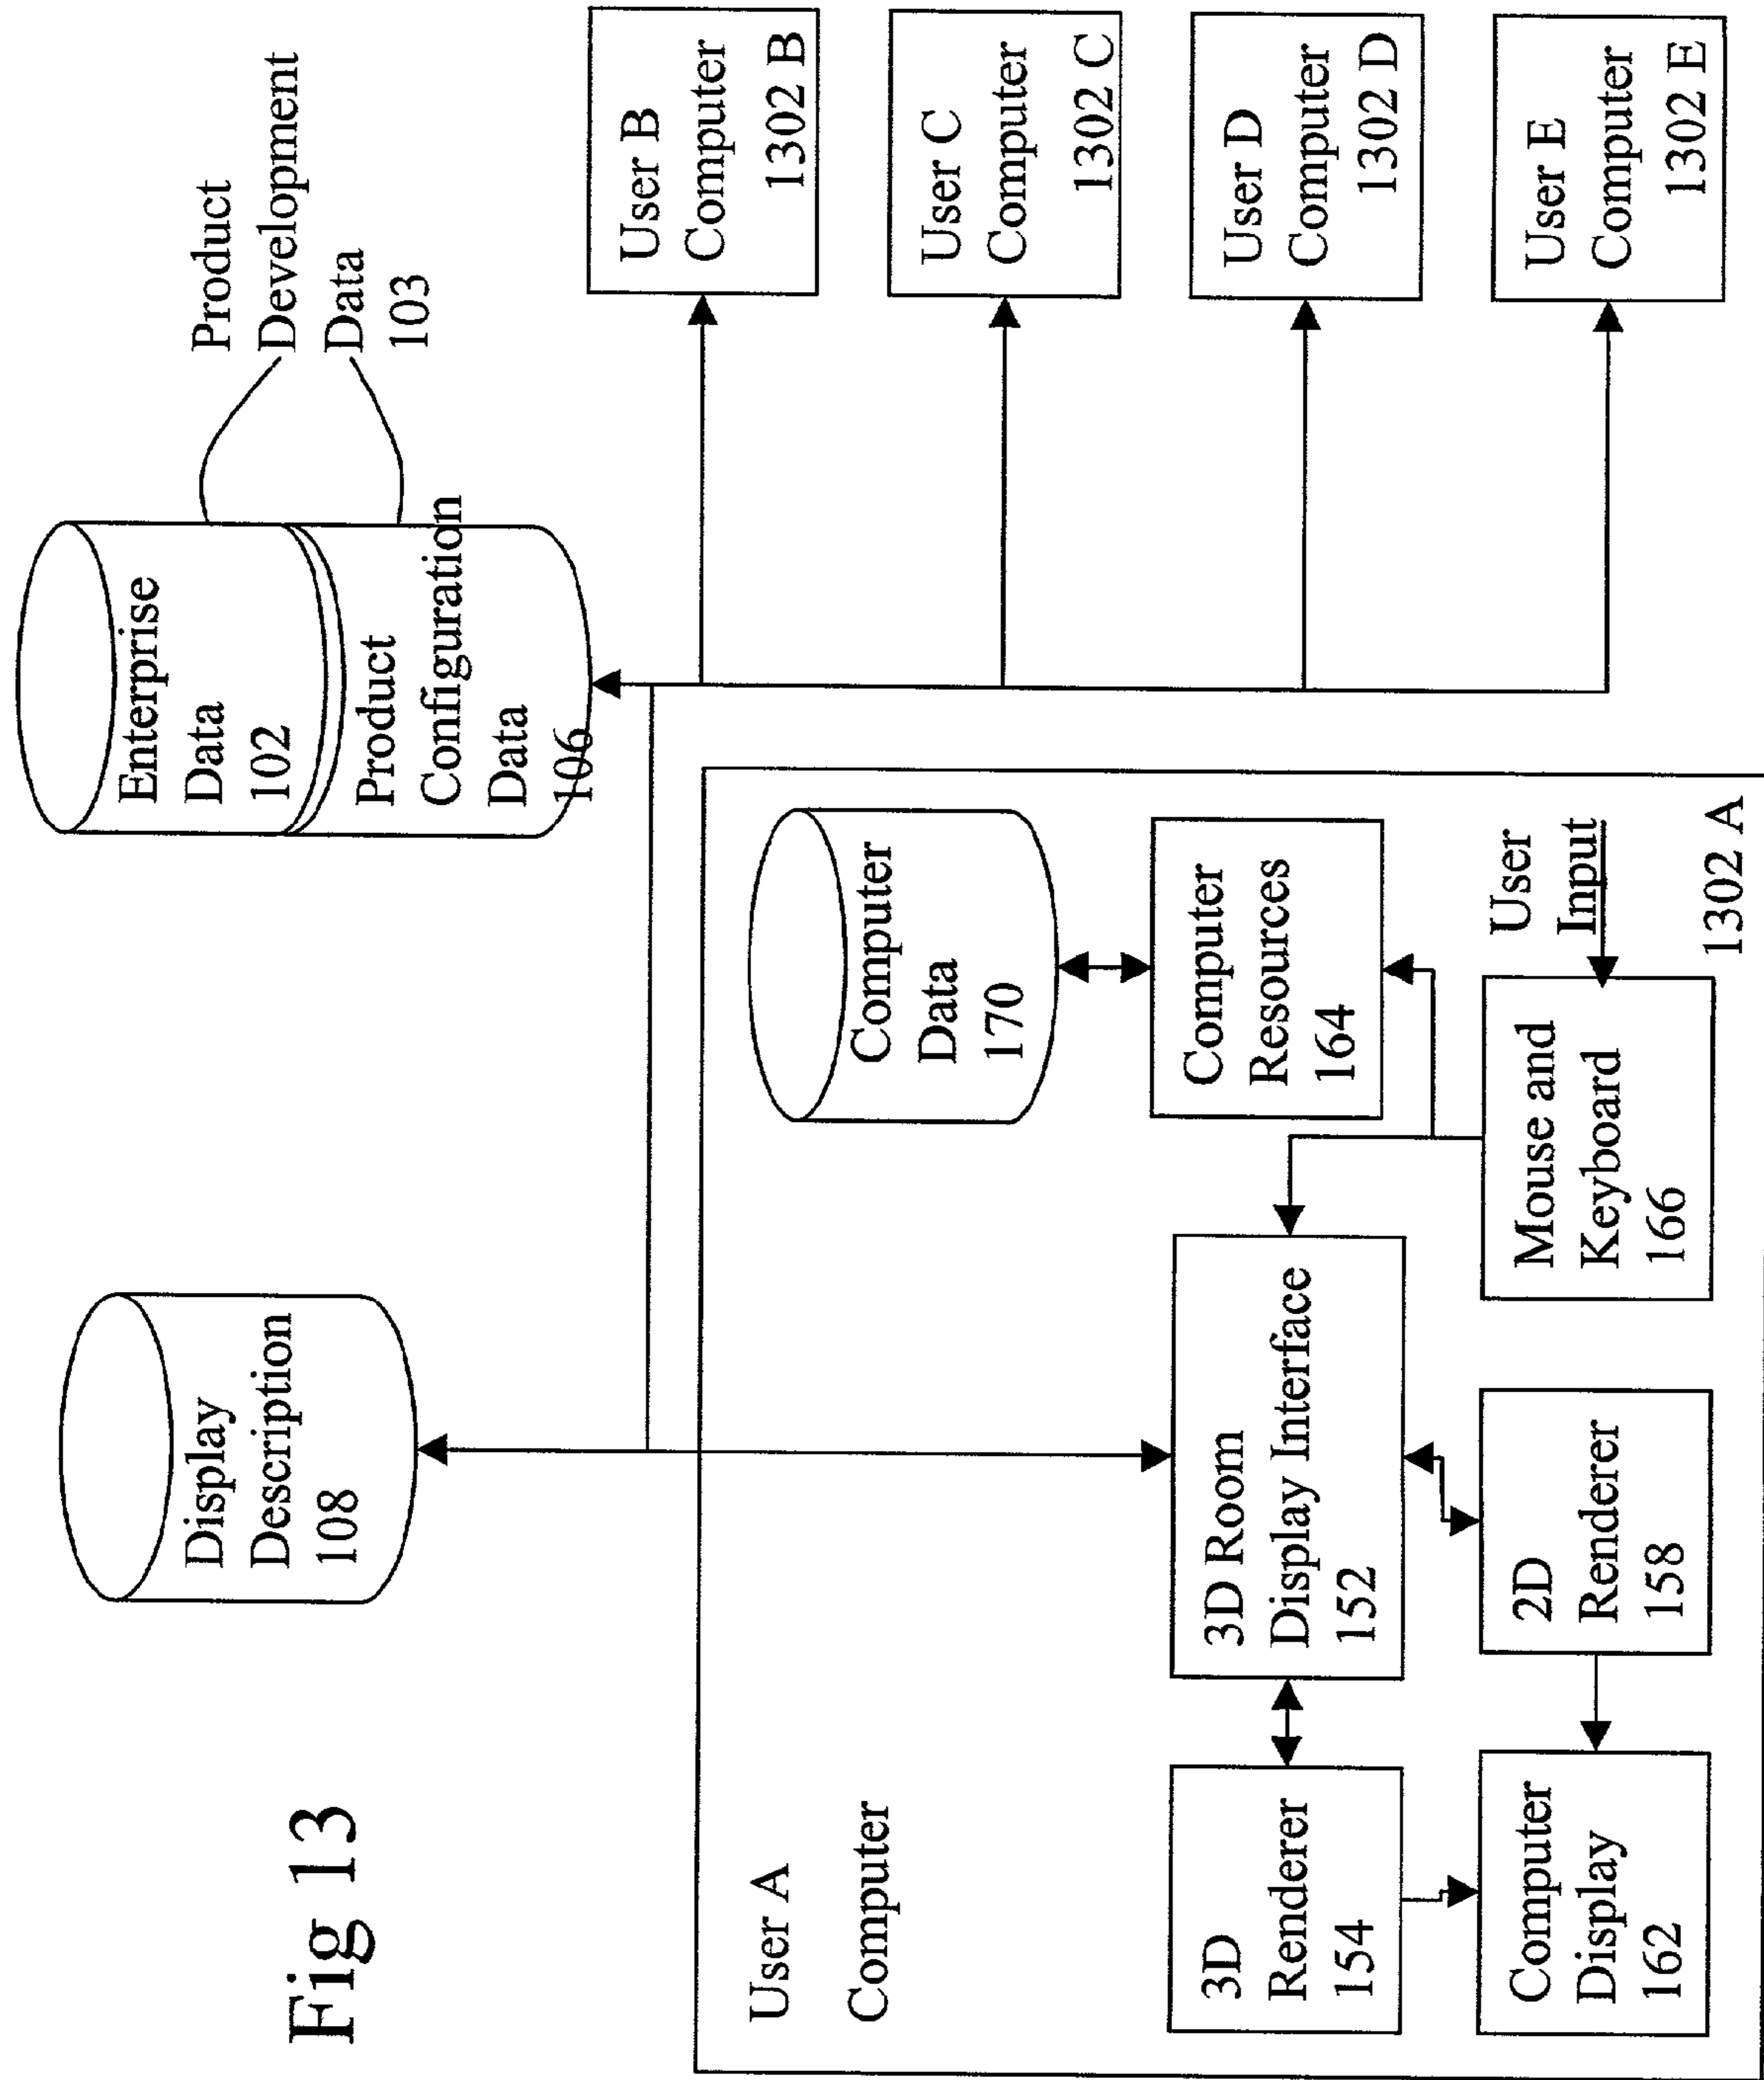 Fig 13
Display
Description
108
Enterprise
Data
102
Product
Configuration
Data
106
Product
Development
Data
103
User A
Computer
3D
Renderer
154
3D Room
Display Interface
152
Computer
Data
170
Computer
Resources
164
Computer
Display
162
2D
Renderer
158
Mouse and
Keyboard
166
User
Input
1302 A
User B
Computer
1302 B
User C
Computer
1302 C
User D
Computer
1302 D
User E
Computer
1302 E